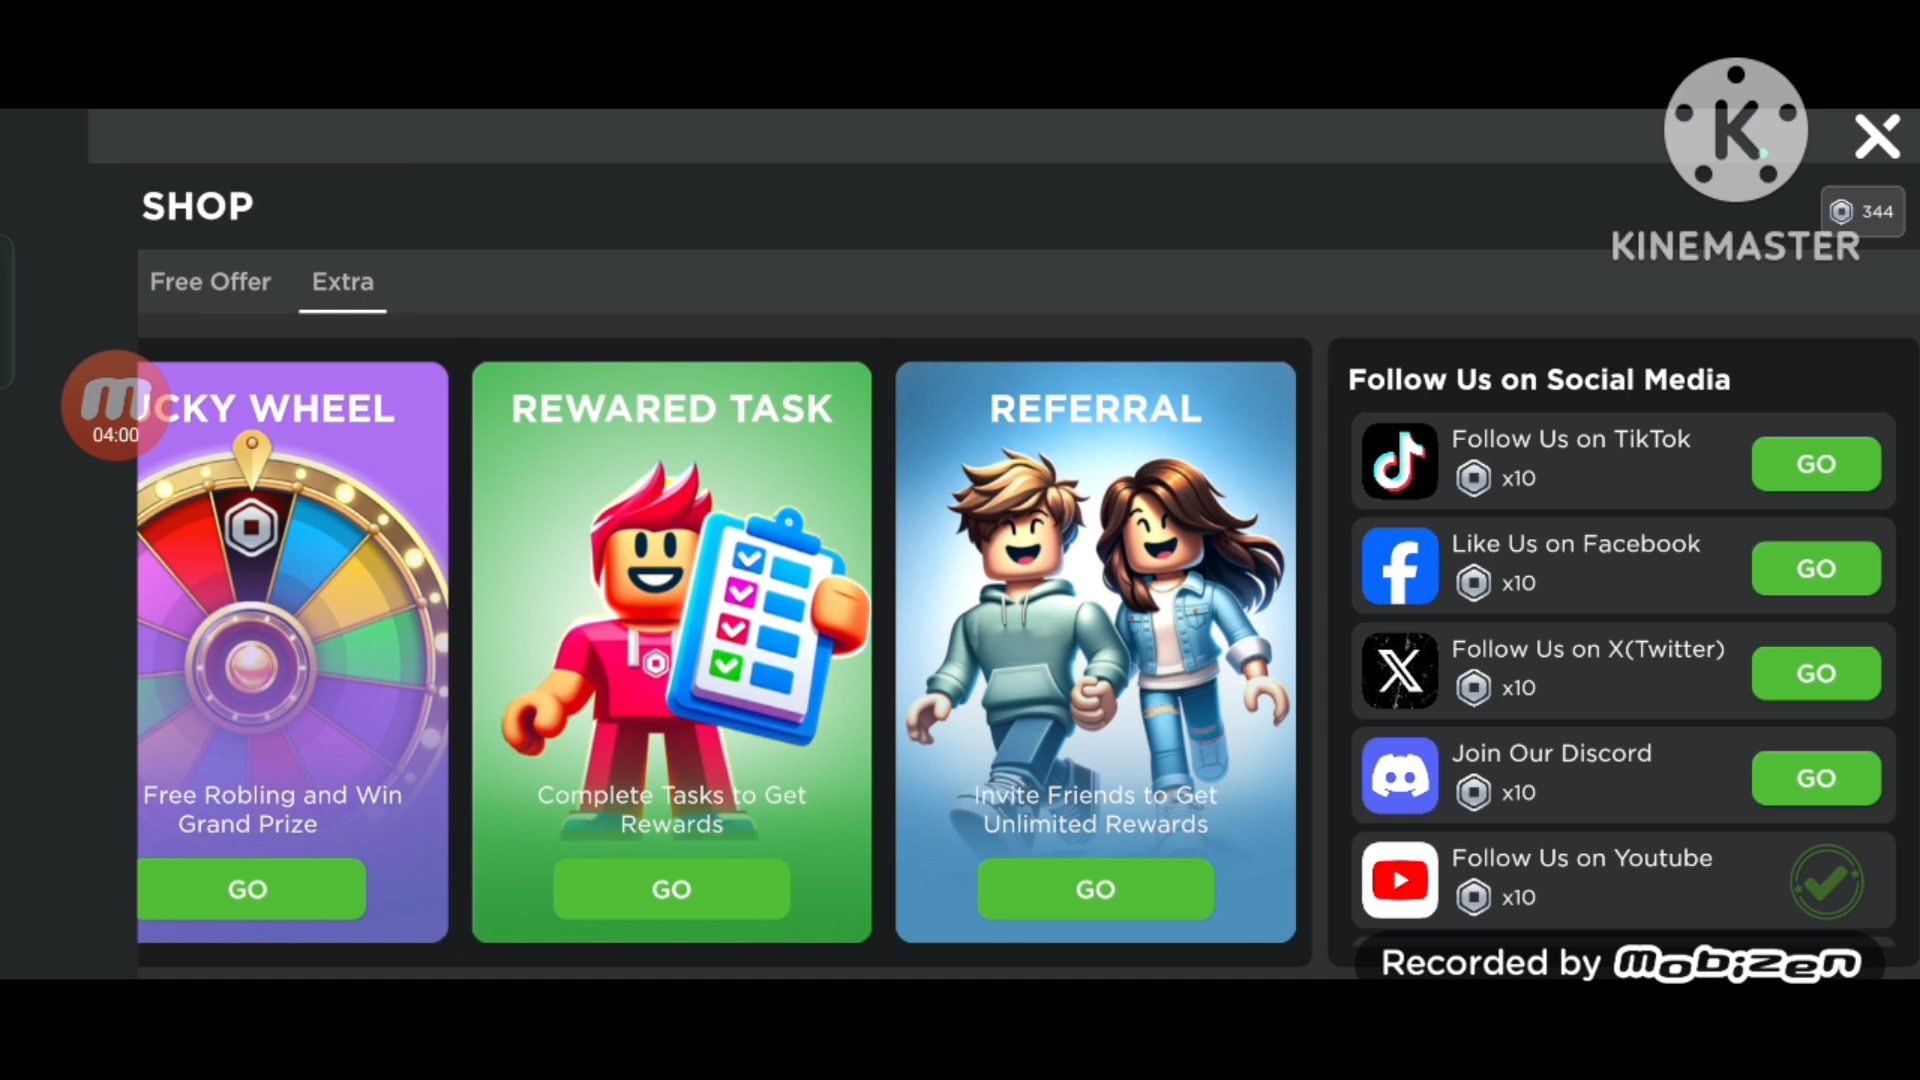 KINEMASTER
SHOP
344
Free Offer
Extra
04:00
UCKY WHEEL
Free Robling and Win
Grand Prize
GO
REWARED TASK
Complete Tasks to Get
Rewards
GO
REFERRAL
Invite Friends to Get
Unlimited Rewards
GO
Follow Us on Social Media
Follow Us on TikTok
x10
GO
Like Us on Facebook
x10
GO
Follow Us on X(Twitter)
x10
GO
Join Our Discord
x10
GO
Follow Us on Youtube
x10
Recorded by mobizen